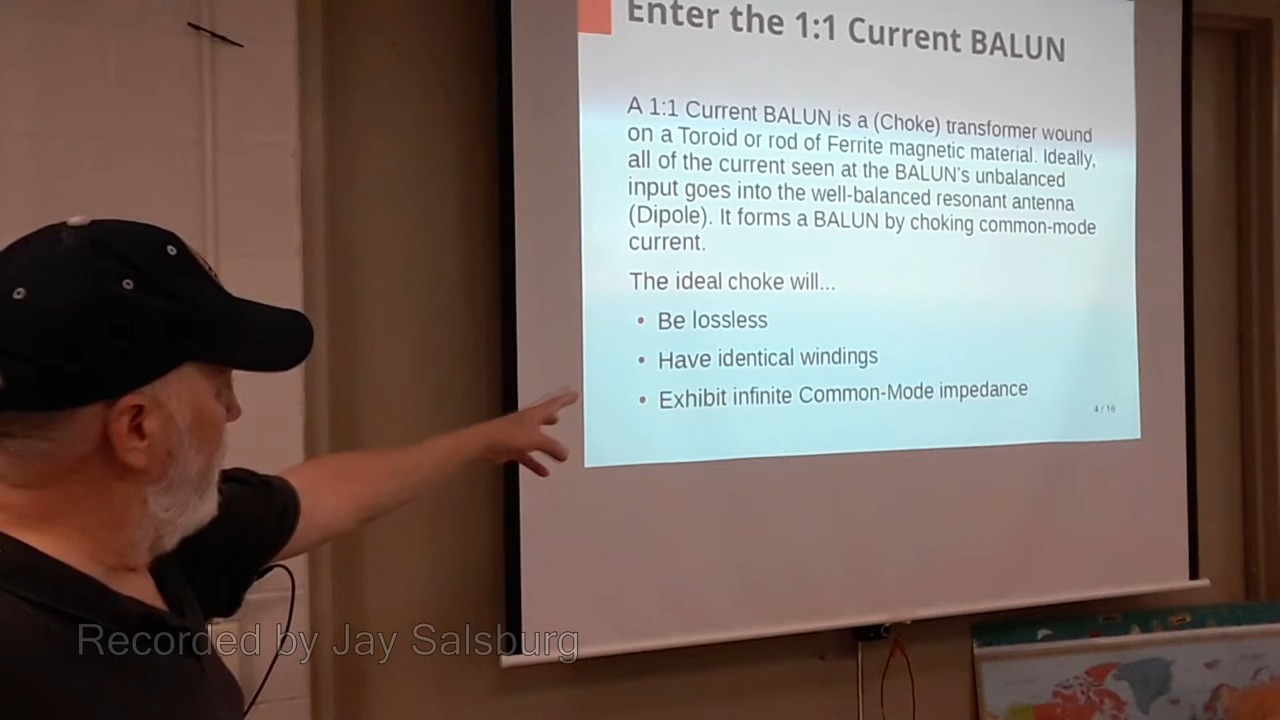 Enter the 1:1 Current BALUN
A 1:1 Current BALUN is a (Choke) transformer wound
on a Toroid or rod of Ferrite magnetic material. Ideally,
all of the current seen at the BALUN's unbalanced
input goes into the well-balanced resonant antenna
(Dipole). It forms a BALUN by choking common-mode
current.
The ideal choke will...
• Be lossless
• Have identical windings
• Exhibit infinite Common-Mode impedance
4 / 16
Recorded by Jay Salsburg